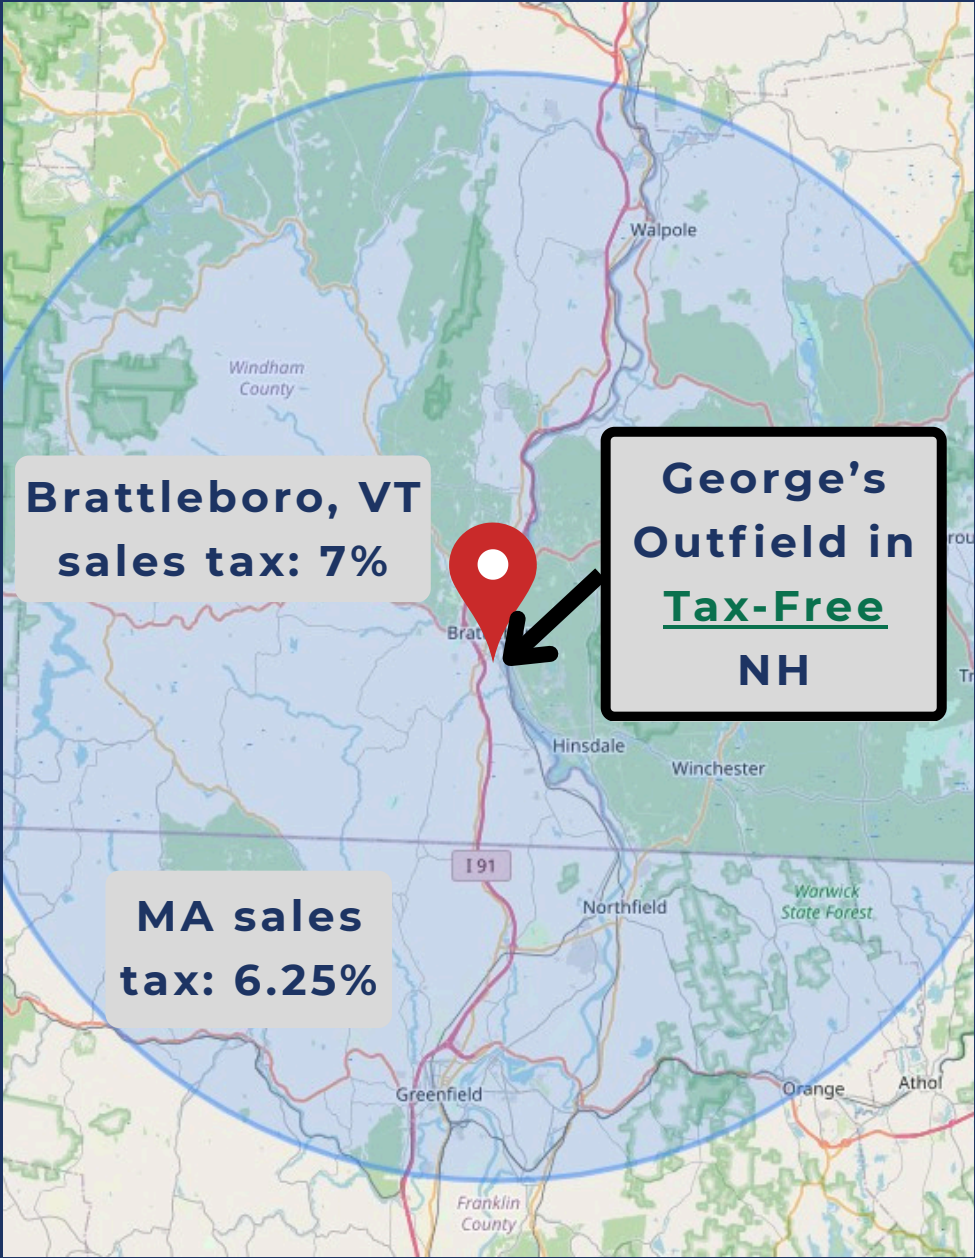 Walpole
Windham
County
Brattleboro, VT
sales tax: 7%
George’s
Outfield in
Tax-Free
NH
Hinsdale
Winchester
I 91
MA sales
tax: 6.25%
Northfield
Warwick
State Forest
Greenfield
Orange
Athol
Franklin
County